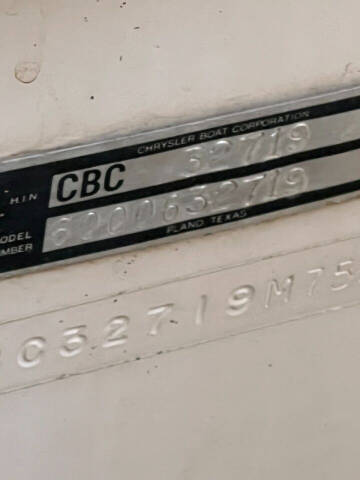 CHRYSLER BOAT CORPORATION
H.I.N CBC 32719
MODEL 6200632719
NUMBER PLANO, TEXAS
C32719M75